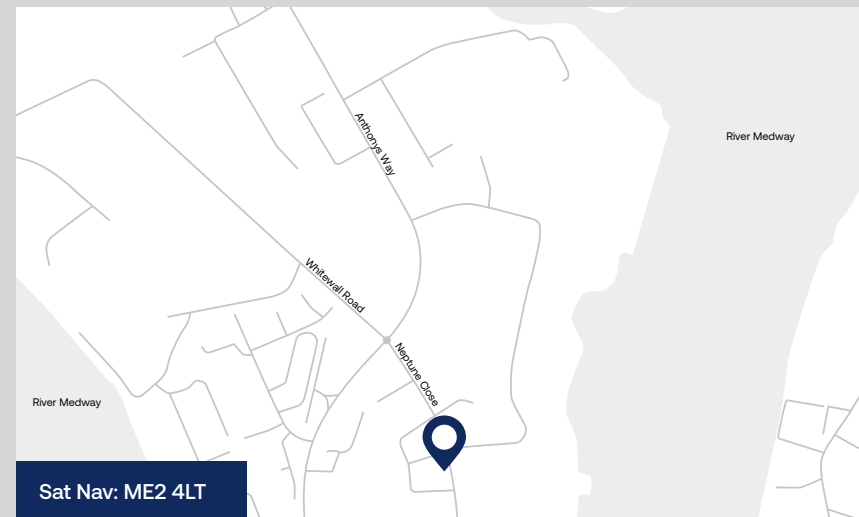 River Medway
Anthonys Way
Whitewall Road
Neptune Close
River Medway
Sat Nav: ME2 4LT